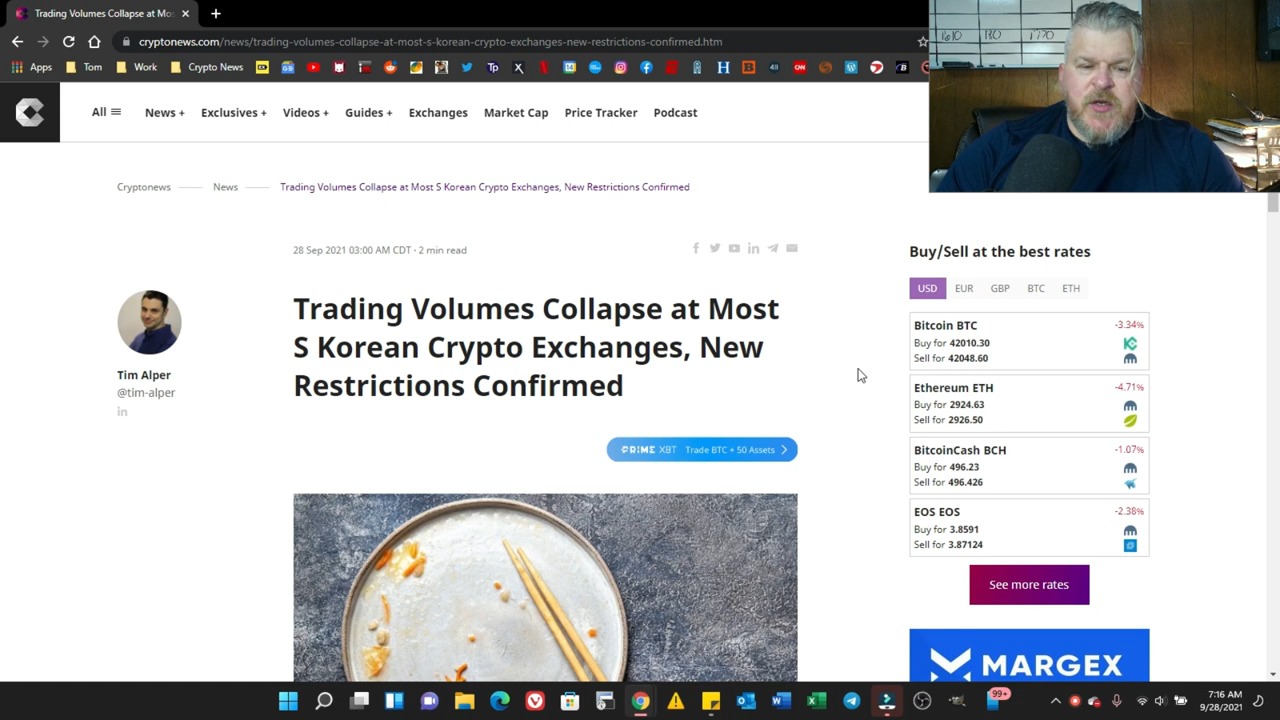 Trading Volumes Collapse at Mos
cryptonews.com/news/trading-volumes-collapse-at-most-s-korean-crypto-exchanges-new-restrictions-confirmed.htm
Apps Tom Work Crypto News
1610 130 1770
All News + Exclusives + Videos + Guides + Exchanges Market Cap Price Tracker Podcast
Cryptonews News Trading Volumes Collapse at Most S Korean Crypto Exchanges, New Restrictions Confirmed
28 Sep 2021 03:00 AM CDT · 2 min read
Tim Alper
@tim-alper
Trading Volumes Collapse at Most
S Korean Crypto Exchanges, New
Restrictions Confirmed
PRIME XBT Trade BTC + 50 Assets
Buy/Sell at the best rates
USD EUR GBP BTC ETH
Bitcoin BTC -3.34%
Buy for 42010.30
Sell for 42048.60
Ethereum ETH -4.71%
Buy for 2924.63
Sell for 2926.50
BitcoinCash BCH -1.07%
Buy for 496.23
Sell for 496.426
EOS EOS -2.38%
Buy for 3.8591
Sell for 3.87124
See more rates
MARGEX
99+
7:16 AM
9/28/2021